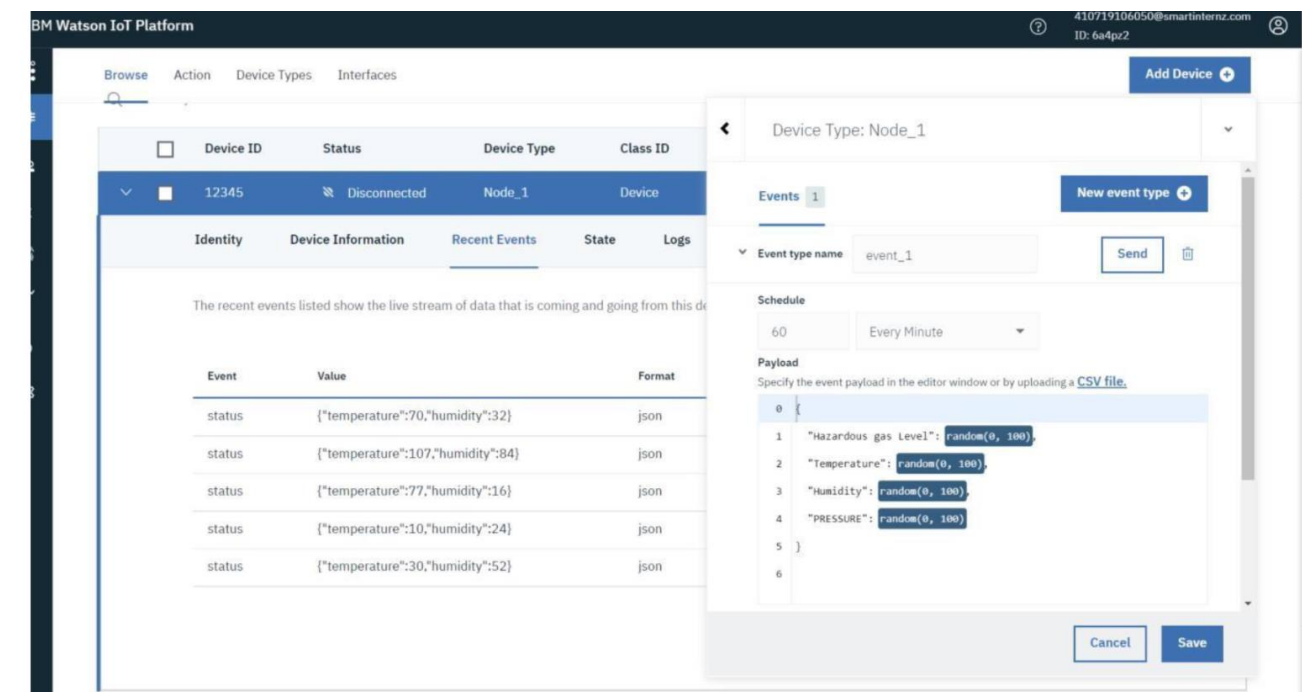 BM Watson IoT Platform
410719106050@smartinternz.com
ID: 6a4pz2
Browse Action Device Types Interfaces
Add Device
Device ID Status Device Type Class ID
12345 Disconnected Node_1 Device
Identity Device Information Recent Events State Logs
The recent events listed show the live stream of data that is coming and going from this de
Event Value Format
status {"temperature":70,"humidity":32} json
status {"temperature":107,"humidity":84} json
status {"temperature":77,"humidity":16} json
status {"temperature":10,"humidity":24} json
status {"temperature":30,"humidity":52} json
Device Type: Node_1
Events 1
New event type
Event type name event_1 Send
Schedule
60 Every Minute
Payload
Specify the event payload in the editor window or by uploading a CSV file.
0 {
1 "Hazardous gas Level": random(0, 100),
2 "Temperature": random(0, 100),
3 "Humidity": random(0, 100),
4 "PRESSURE": random(0, 100)
5 }
6
Cancel Save